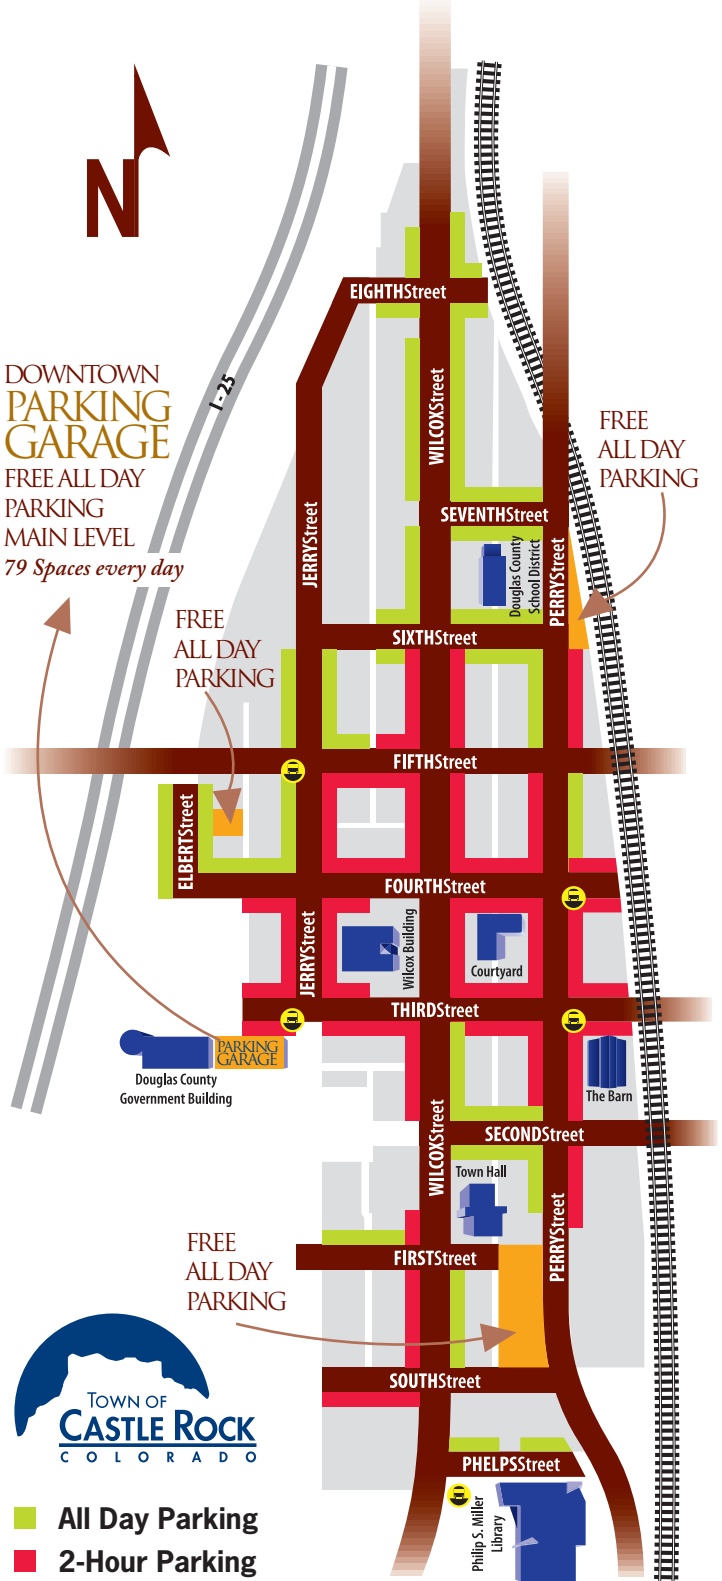 N
I - 25
EIGHTHStreet
WILCOXStreet
DOWNTOWN
PARKING
GARAGE
FREE ALL DAY
PARKING
MAIN LEVEL
79 Spaces every day
FREE
ALL DAY
PARKING
SEVENTHStreet
JERRYStreet
Douglas County
School District
PERRYStreet
FREE
ALL DAY
PARKING
SIXTHStreet
FIFTHStreet
ELBERTStreet
FOURTHStreet
JERRYStreet
Wilcox Building
Courtyard
THIRDStreet
PARKING
GARAGE
Douglas County
Government Building
The Barn
WILCOXStreet
SECONDStreet
Town Hall
PERRYStreet
FREE
ALL DAY
PARKING
FIRSTStreet
SOUTHStreet
TOWN OF
CASTLE ROCK
COLORADO
PHELPSStreet
Philip S. Miller
Library
All Day Parking
2-Hour Parking